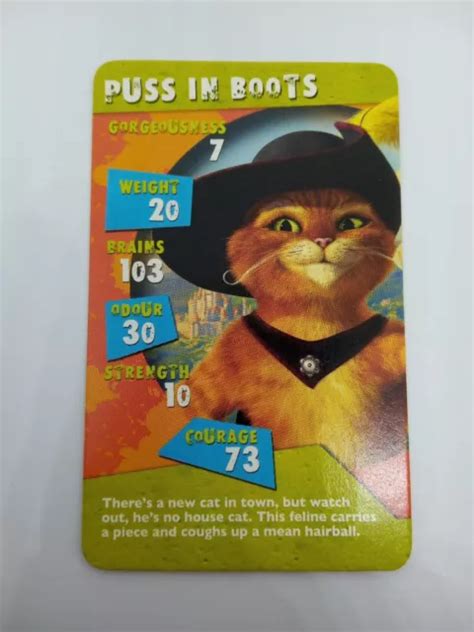 PUSS IN BOOTS
GORGEOUSNESS
7
WEIGHT
20
BRAINS
103
ODOUR
30
STRENGTH
10
COURAGE
73
There's a new cat in town, but watch
out, he's no house cat. This feline carries
a piece and coughs up a mean hairball.